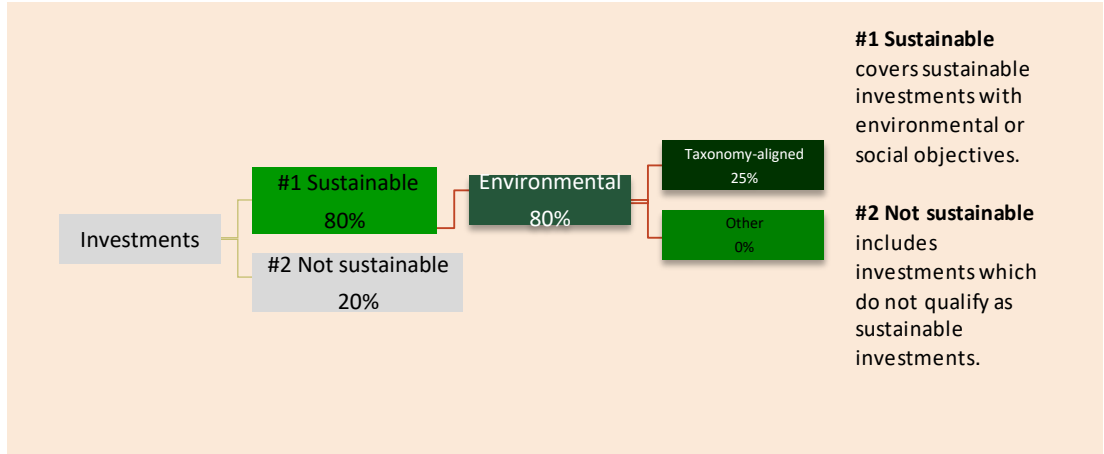 Investments
#1 Sustainable
80%
#2 Not sustainable
20%
Environmental
80%
Taxonomy-aligned
25%
Other
0%
#1 Sustainable
covers sustainable
investments with
environmental or
social objectives.
#2 Not sustainable
includes
investments which
do not qualify as
sustainable
investments.